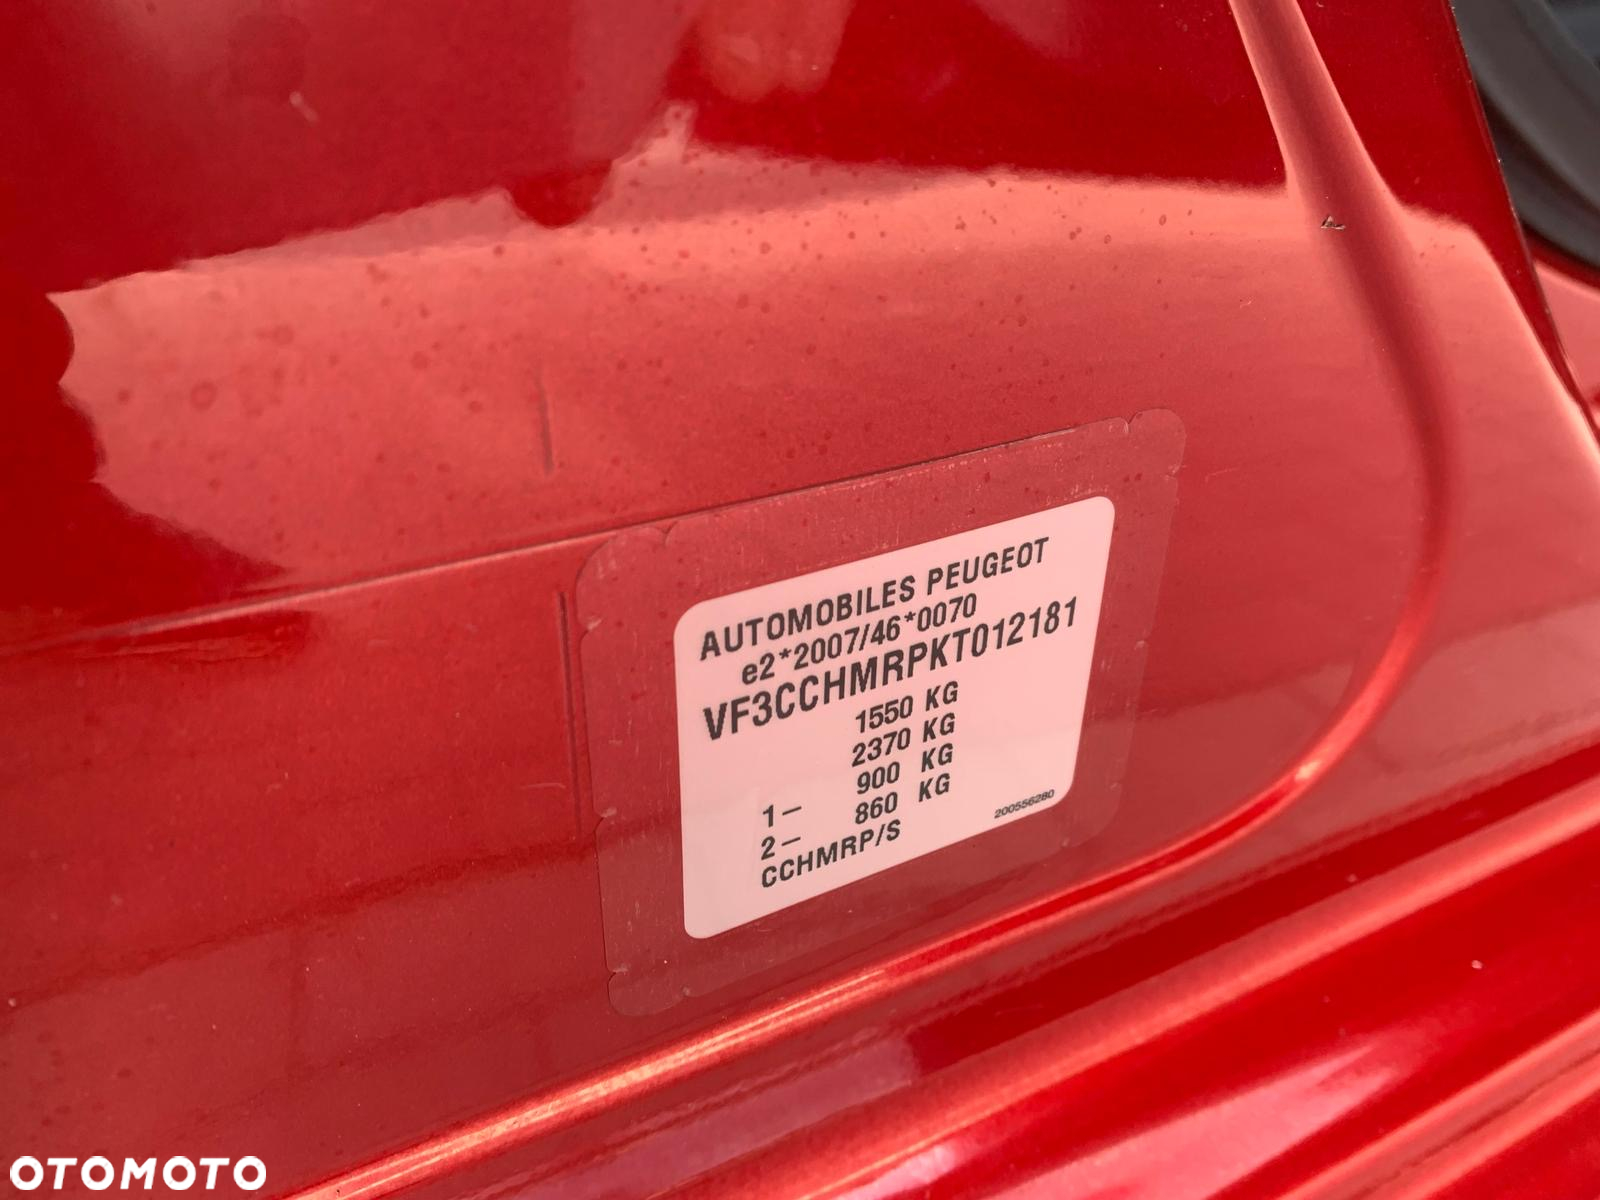 AUTOMOBILES PEUGEOT
e2*2007/46*0070
VF3CCHMRPKT012181
1550 KG
2370 KG
1– 900 KG
2– 860 KG
CCHMRP/S
200556280
OTOMOTO